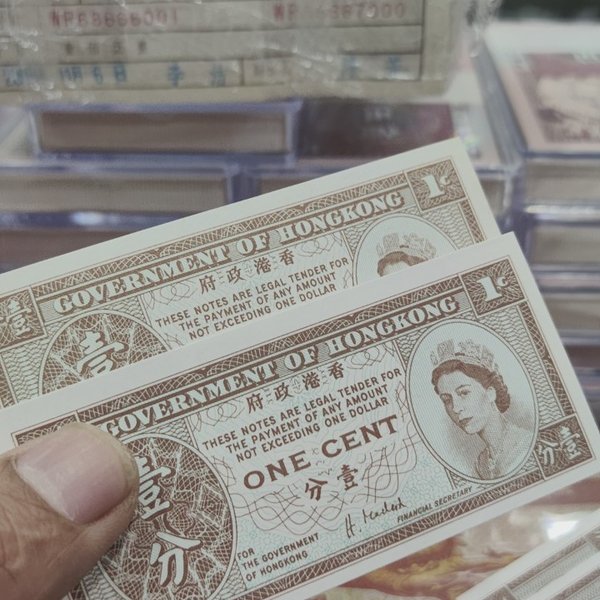 NP68686001 NP68687000
1¢
GOVERNMENT OF HONGKONG
府政港香
THESE NOTES ARE LEGAL TENDER FOR
THE PAYMENT OF ANY AMOUNT
NOT EXCEEDING ONE DOLLAR
壹
1¢
GOVERNMENT OF HONGKONG
府政港香
THESE NOTES ARE LEGAL TENDER FOR
THE PAYMENT OF ANY AMOUNT
NOT EXCEEDING ONE DOLLAR
ONE CENT
分壹
壹
分
分壹
FOR
THE GOVERNMENT
OF HONGKONG
FINANCIAL SECRETARY